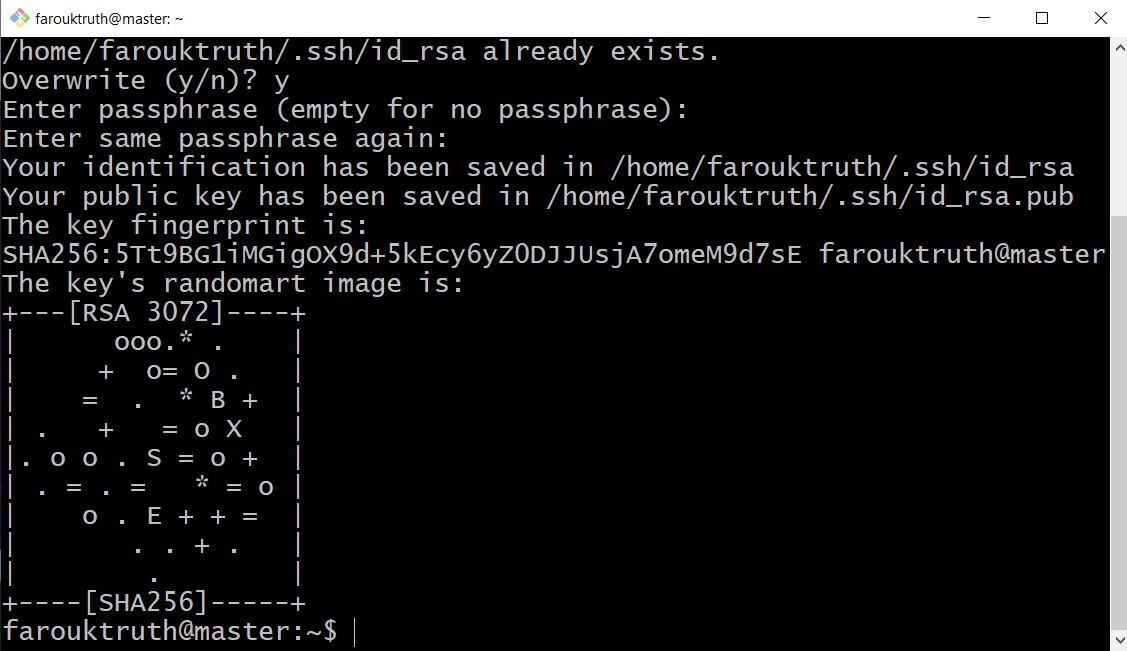 farouktruth@master: ~
/home/farouktruth/.ssh/id_rsa already exists.
Overwrite (y/n)? y
Enter passphrase (empty for no passphrase):
Enter same passphrase again:
Your identification has been saved in /home/farouktruth/.ssh/id_rsa
Your public key has been saved in /home/farouktruth/.ssh/id_rsa.pub
The key fingerprint is:
SHA256:5Tt9BG1iMGigOX9d+5kEcy6yZ0DJJUsjA7omeM9d7sE farouktruth@master
The key's randomart image is:
+---[RSA 3072]----+
|      ooo.* .    |
|     +  o= O .   |
|    =  .  * B +  |
| .   +   = o X   |
|. o o . S = o +  |
| . = . =   * = o |
|    o . E + + =  |
|       . . + .   |
|        .        |
+----[SHA256]-----+
farouktruth@master:~$